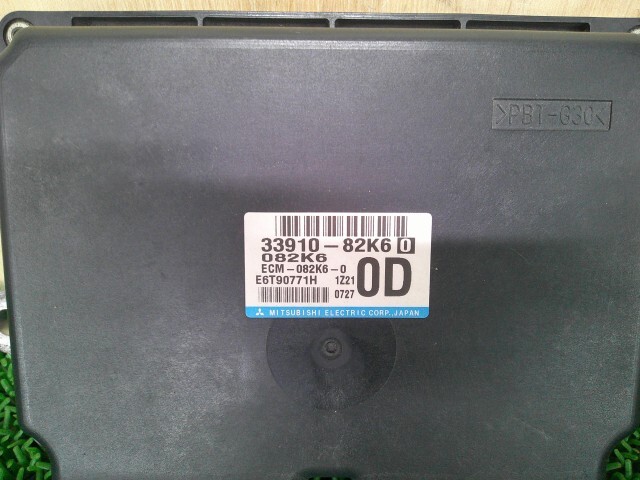 >PBT-G30<
33910-82K6 0
082K6
ECM-082K6-0
E6T90771H 1Z21 0D
0727
MITSUBISHI ELECTRIC CORP., JAPAN